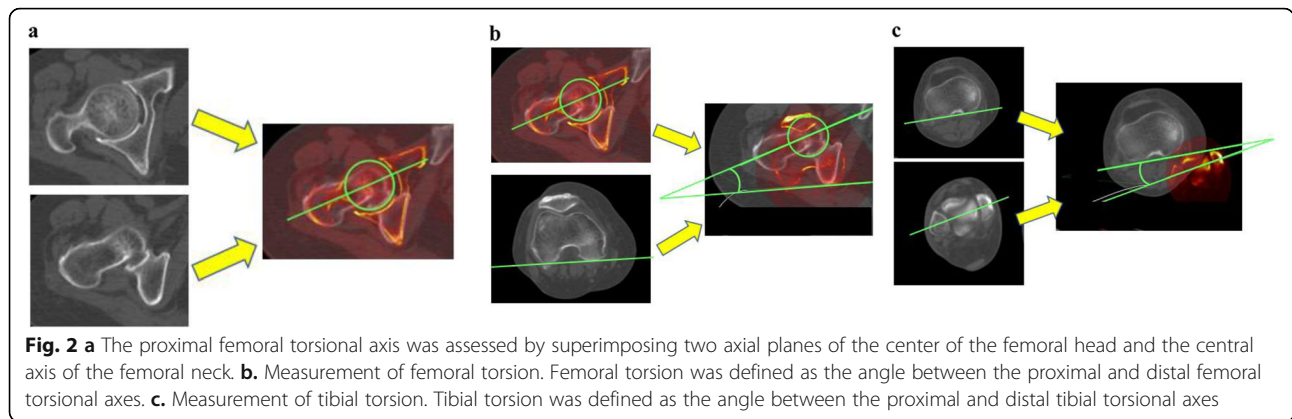 a
b
c
Fig. 2 a The proximal femoral torsional axis was assessed by superimposing two axial planes of the center of the femoral head and the central
axis of the femoral neck. b. Measurement of femoral torsion. Femoral torsion was defined as the angle between the proximal and distal femoral
torsional axes. c. Measurement of tibial torsion. Tibial torsion was defined as the angle between the proximal and distal tibial torsional axes